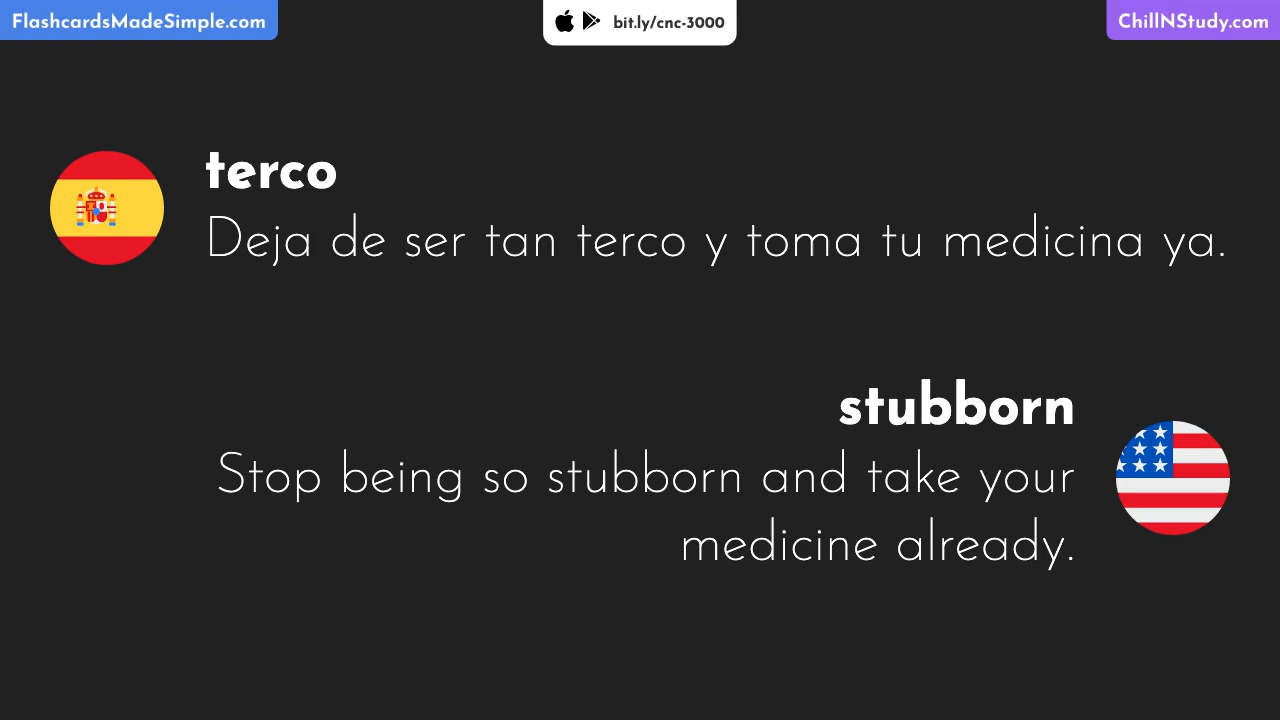 FlashcardsMadeSimple.com
bit.ly/cnc-3000
ChillNStudy.com
terco
Deja de ser tan terco y toma tu medicina ya.
stubborn
Stop being so stubborn and take your
medicine already.